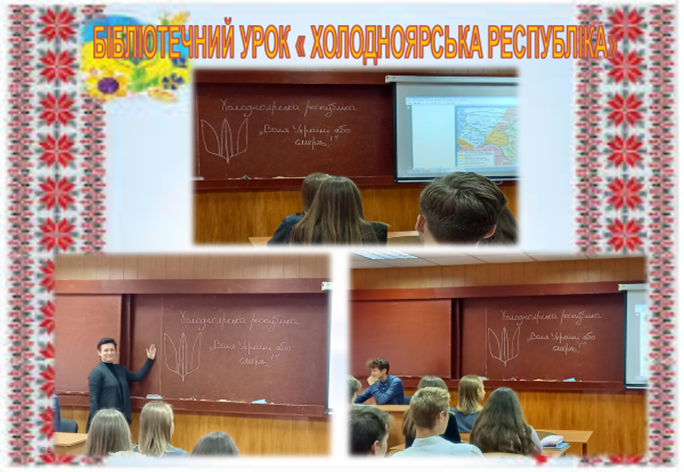 БІБЛІОТЕЧНИЙ УРОК « ХОЛОДНОЯРСЬКА РЕСПУБЛІКА»
Холодноярська республіка
„Воля України або
смерть!"
Холодноярська республіка
„Воля України або
смерть!"
Холодноярська республіка
„Воля України або
смерть!"